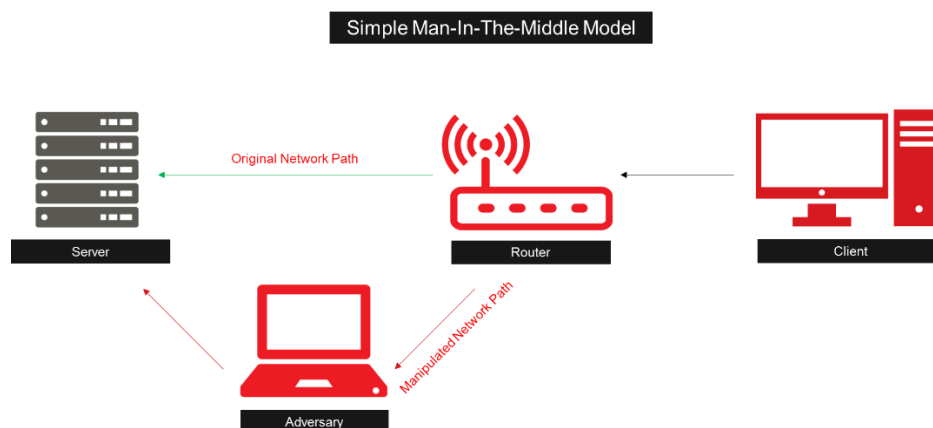 Simple Man-In-The-Middle Model
Original Network Path
Server
Router
Client
Manipulated Network Path
Adversary